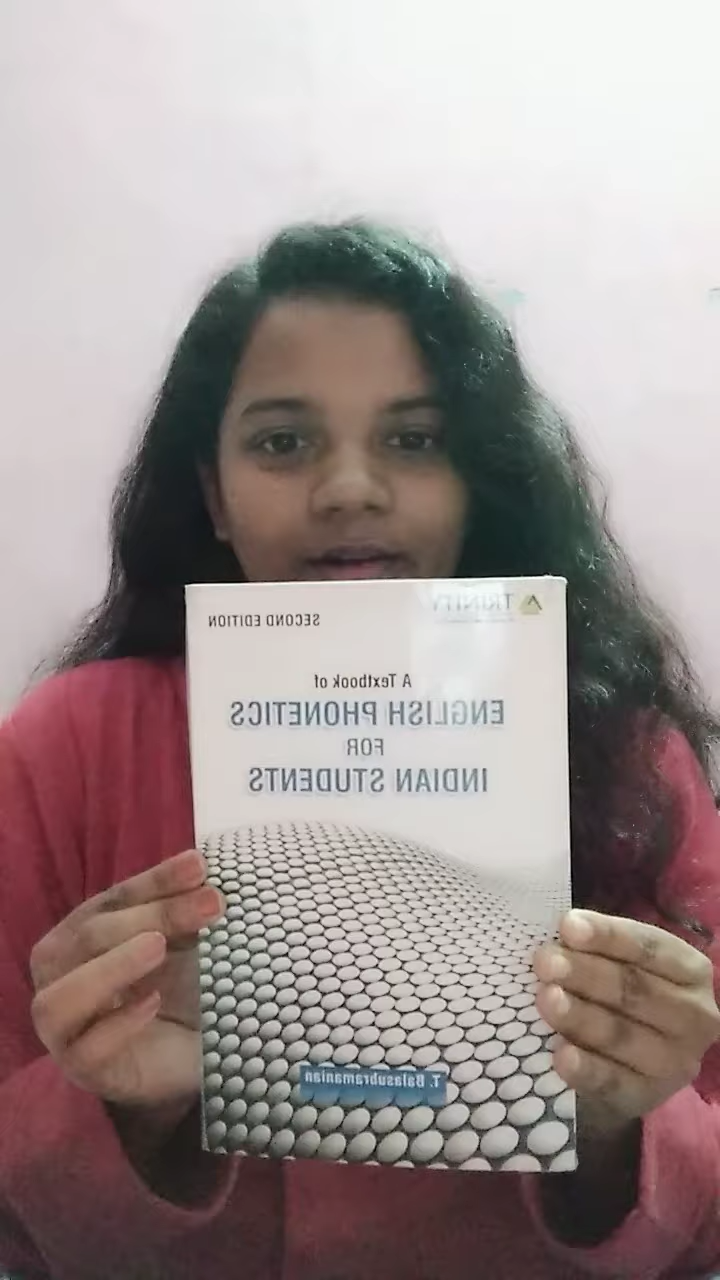 TRINITY
SECOND EDITION
A Textbook of
ENGLISH PHONETICS
FOR
INDIAN STUDENTS
T. Balasubramanian